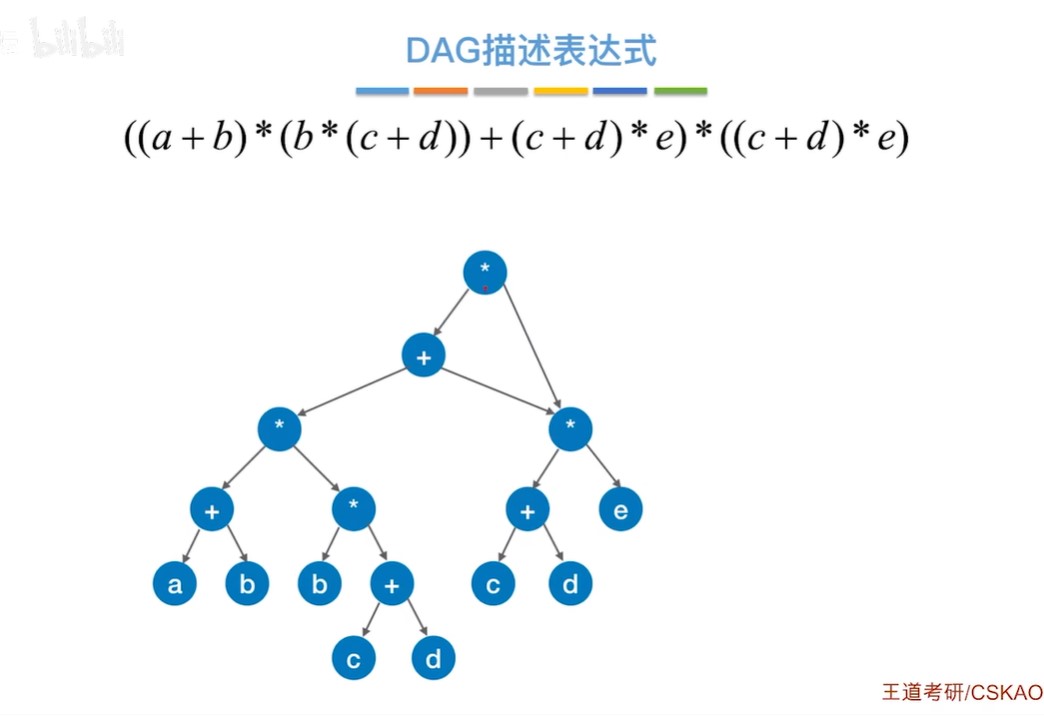 bilibili
DAG描述表达式
((a + b) * (b * (c + d)) + (c + d) * e) * ((c + d) * e)
*
+
* *
+ * + e
a b b + c d
c d
王道考研/CSKAO